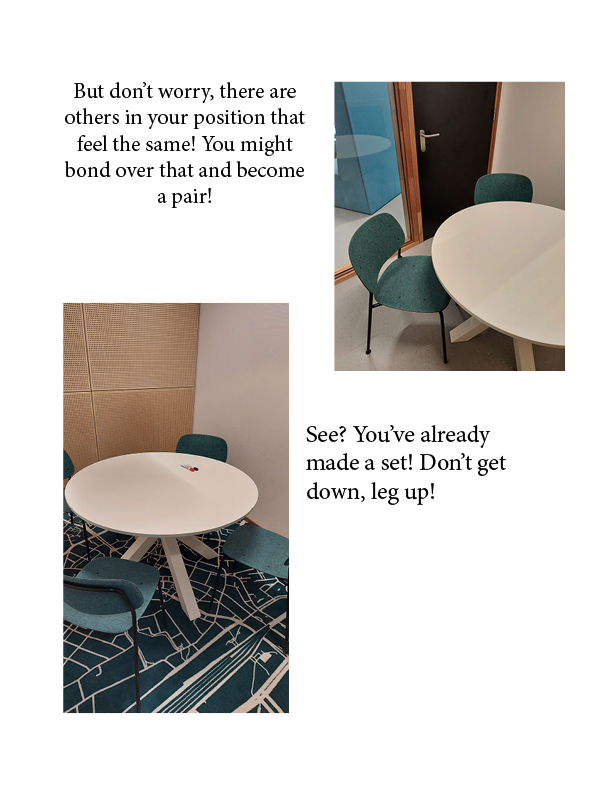 But don’t worry, there are
others in your position that
feel the same! You might
bond over that and become
a pair!
See? You’ve already
made a set! Don’t get
down, leg up!